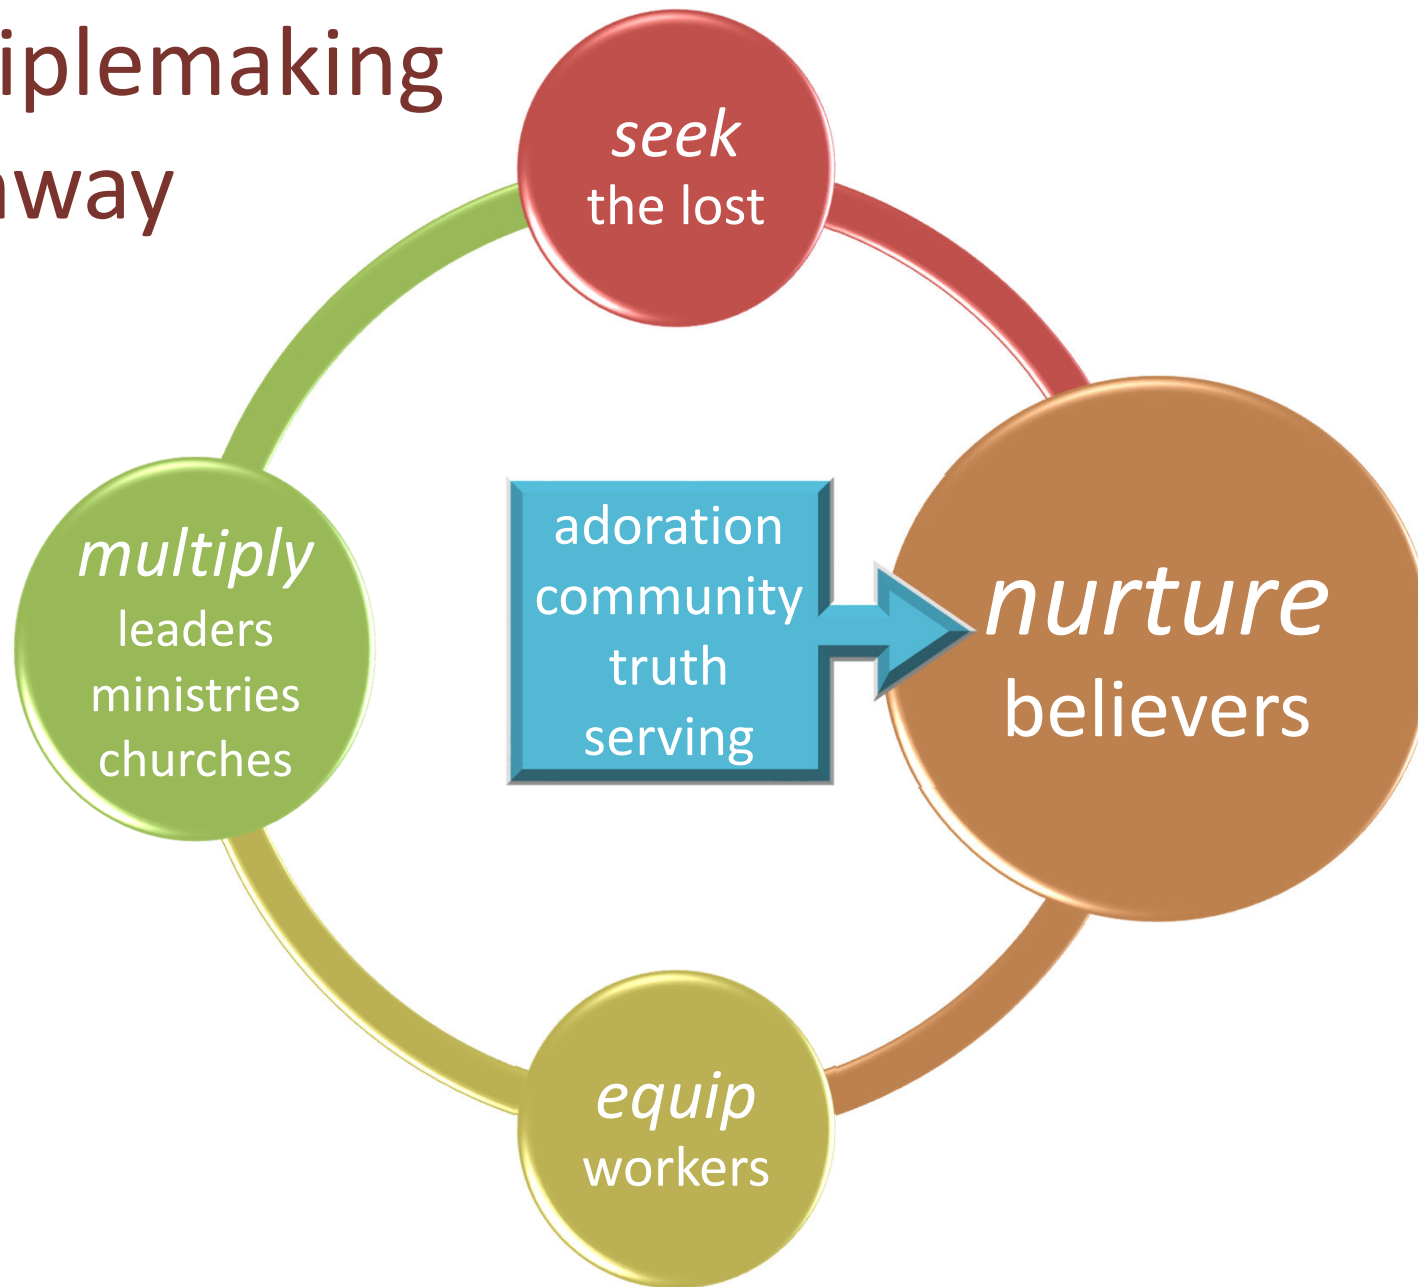 iplemaking
way
seek
the lost
adoration
community
truth
serving
nurture
believers
multiply
leaders
ministries
churches
equip
workers